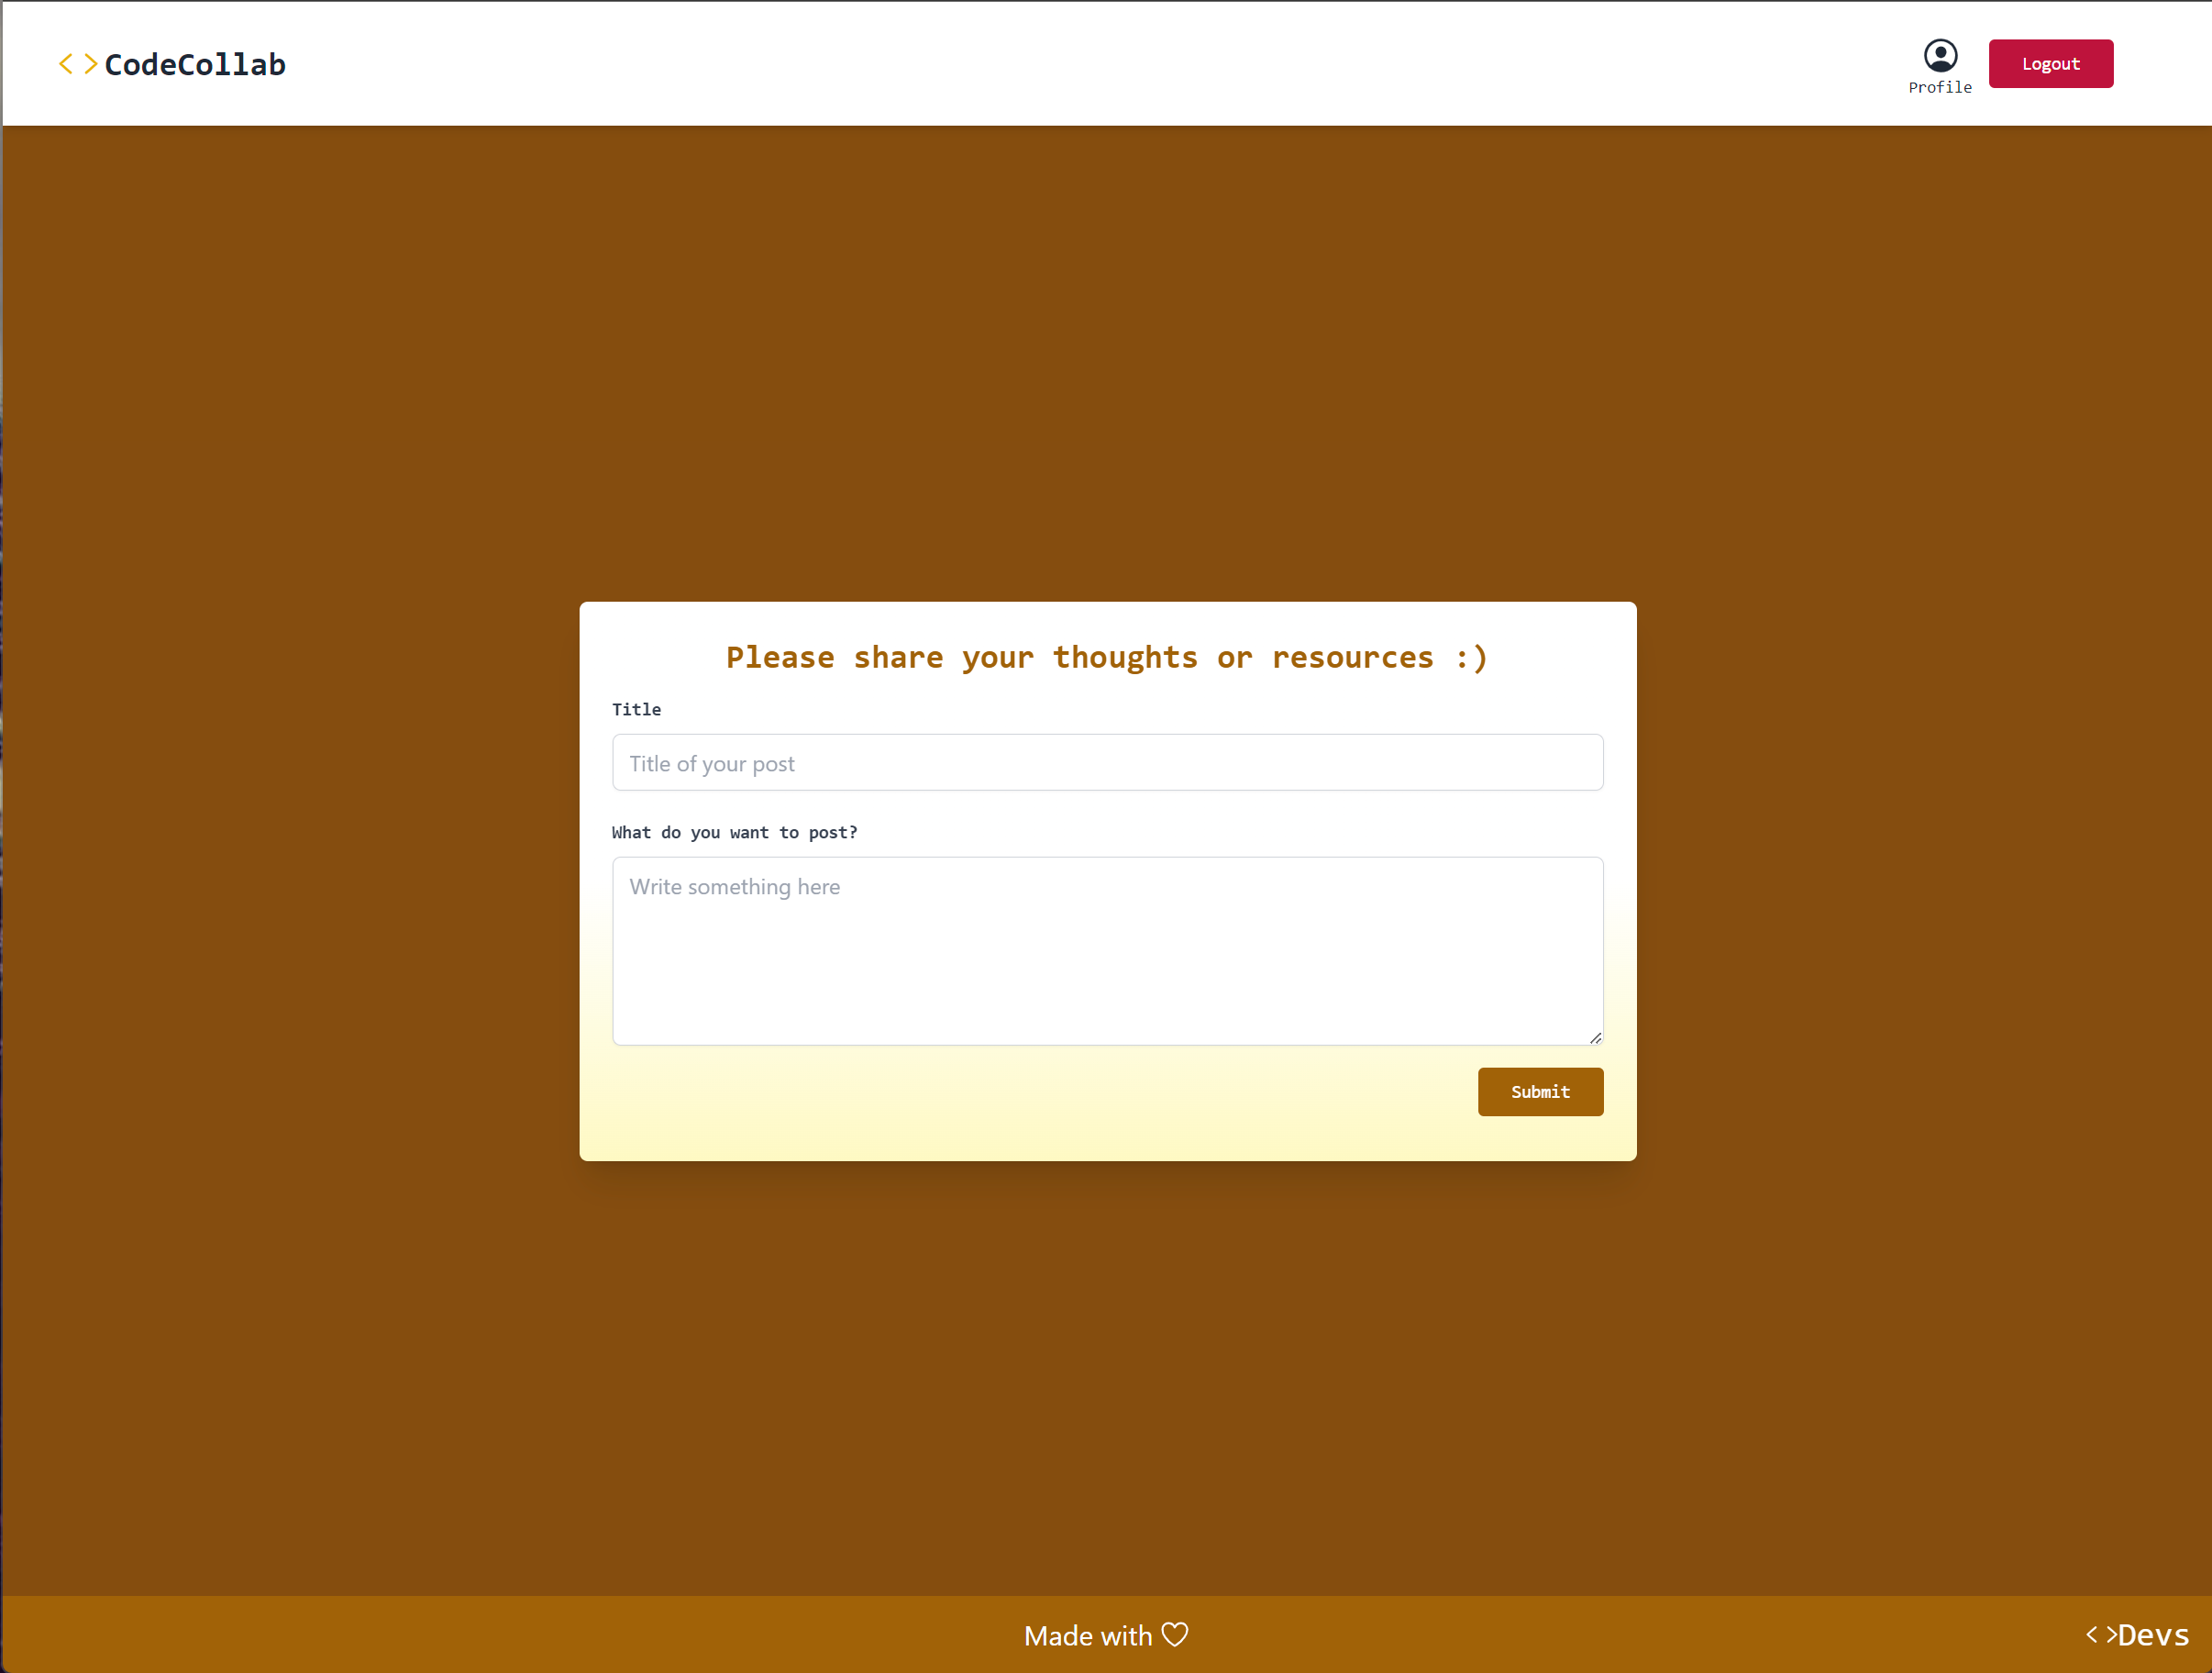 < > CodeCollab
Profile
Logout
Please share your thoughts or resources :)
Title
Title of your post
What do you want to post?
Write something here
Submit
Made with ♡
< >Devs